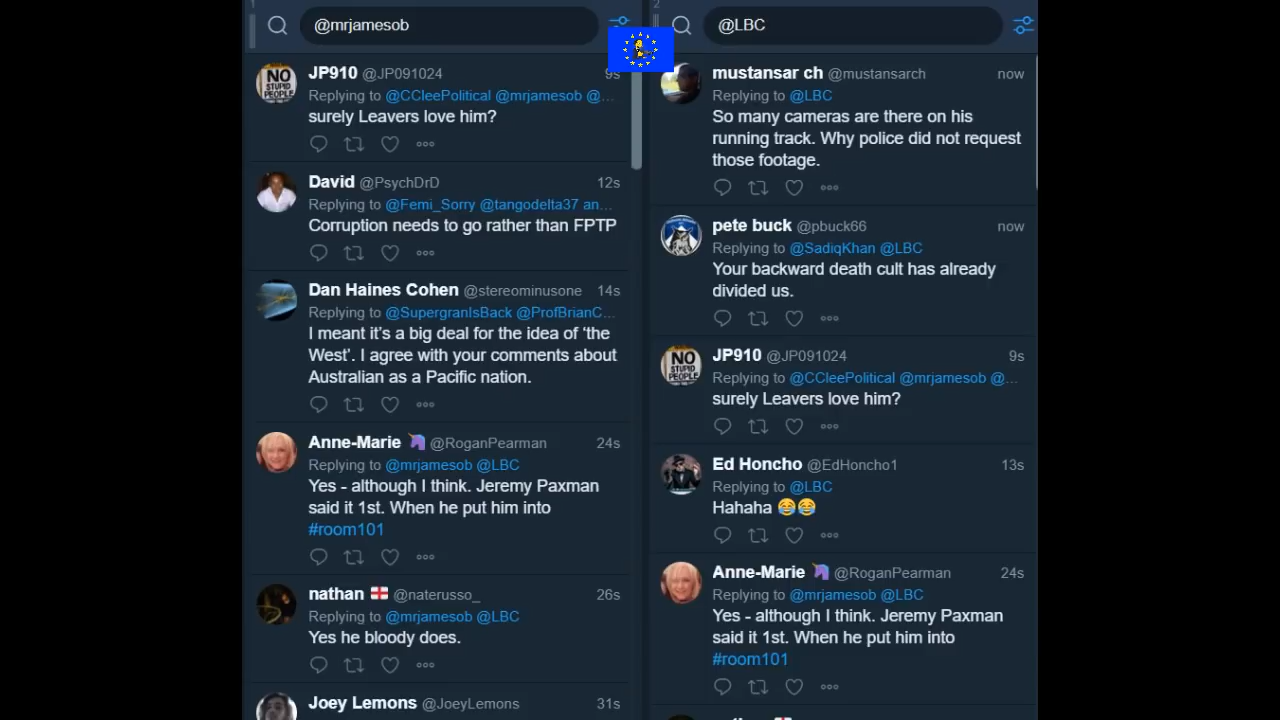 1
@mrjamesob
JP910 @JP091024 9s
Replying to @CCleePolitical @mrjamesob @...
surely Leavers love him?
David @PsychDrD 12s
Replying to @Femi_Sorry @tangodelta37 an...
Corruption needs to go rather than FPTP
Dan Haines Cohen @stereominusone 14s
Replying to @SupergranIsBack @ProfBrianC...
I meant it's a big deal for the idea of ‘the
West’. I agree with your comments about
Australian as a Pacific nation.
Anne-Marie 🦄 @RoganPearman 24s
Replying to @mrjamesob @LBC
Yes - although I think. Jeremy Paxman
said it 1st. When he put him into
#room101
nathan @naterusso_ 26s
Replying to @mrjamesob @LBC
Yes he bloody does.
Joey Lemons @JoeyLemons 31s
2
@LBC
mustansar ch @mustansarch now
Replying to @LBC
So many cameras are there on his
running track. Why police did not request
those footage.
pete buck @pbuck66 now
Replying to @SadiqKhan @LBC
Your backward death cult has already
divided us.
JP910 @JP091024 9s
Replying to @CCleePolitical @mrjamesob @...
surely Leavers love him?
Ed Honcho @EdHoncho1 13s
Replying to @LBC
Hahaha 😂😂
Anne-Marie 🦄 @RoganPearman 24s
Replying to @mrjamesob @LBC
Yes - although I think. Jeremy Paxman
said it 1st. When he put him into
#room101
NO
STUPID
PEOPLE
NO
STUPID
PEOPLE